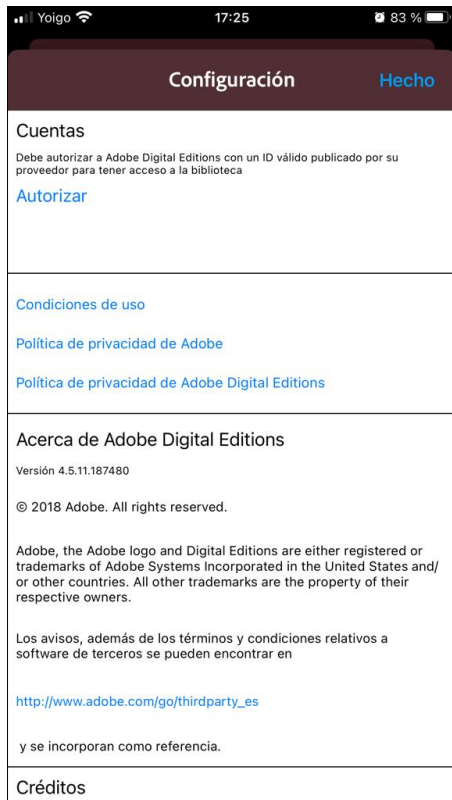 Yoigo 17:25 83 %
Configuración Hecho
Cuentas
Debe autorizar a Adobe Digital Editions con un ID válido publicado por su
proveedor para tener acceso a la biblioteca
Autorizar
Condiciones de uso
Política de privacidad de Adobe
Política de privacidad de Adobe Digital Editions
Acerca de Adobe Digital Editions
Versión 4.5.11.187480
© 2018 Adobe. All rights reserved.
Adobe, the Adobe logo and Digital Editions are either registered or
trademarks of Adobe Systems Incorporated in the United States and/
or other countries. All other trademarks are the property of their
respective owners.
Los avisos, además de los términos y condiciones relativos a
software de terceros se pueden encontrar en
http://www.adobe.com/go/thirdparty_es
y se incorporan como referencia.
Créditos